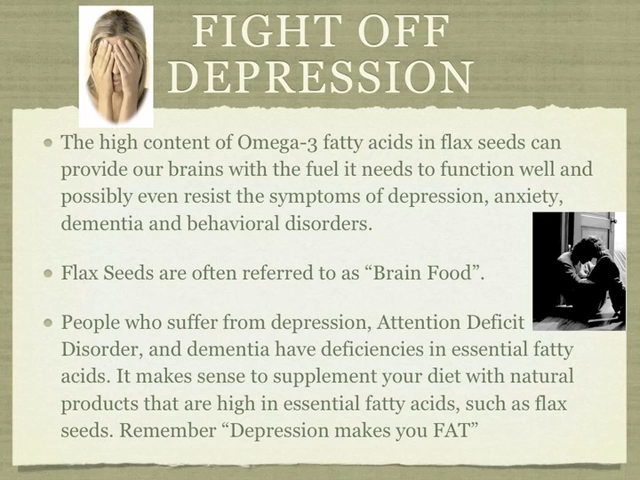 FIGHT OFF
DEPRESSION
The high content of Omega-3 fatty acids in flax seeds can
provide our brains with the fuel it needs to function well and
possibly even resist the symptoms of depression, anxiety,
dementia and behavioral disorders.
Flax Seeds are often referred to as “Brain Food”.
People who suffer from depression, Attention Deficit
Disorder, and dementia have deficiencies in essential fatty
acids. It makes sense to supplement your diet with natural
products that are high in essential fatty acids, such as flax
seeds. Remember “Depression makes you FAT”